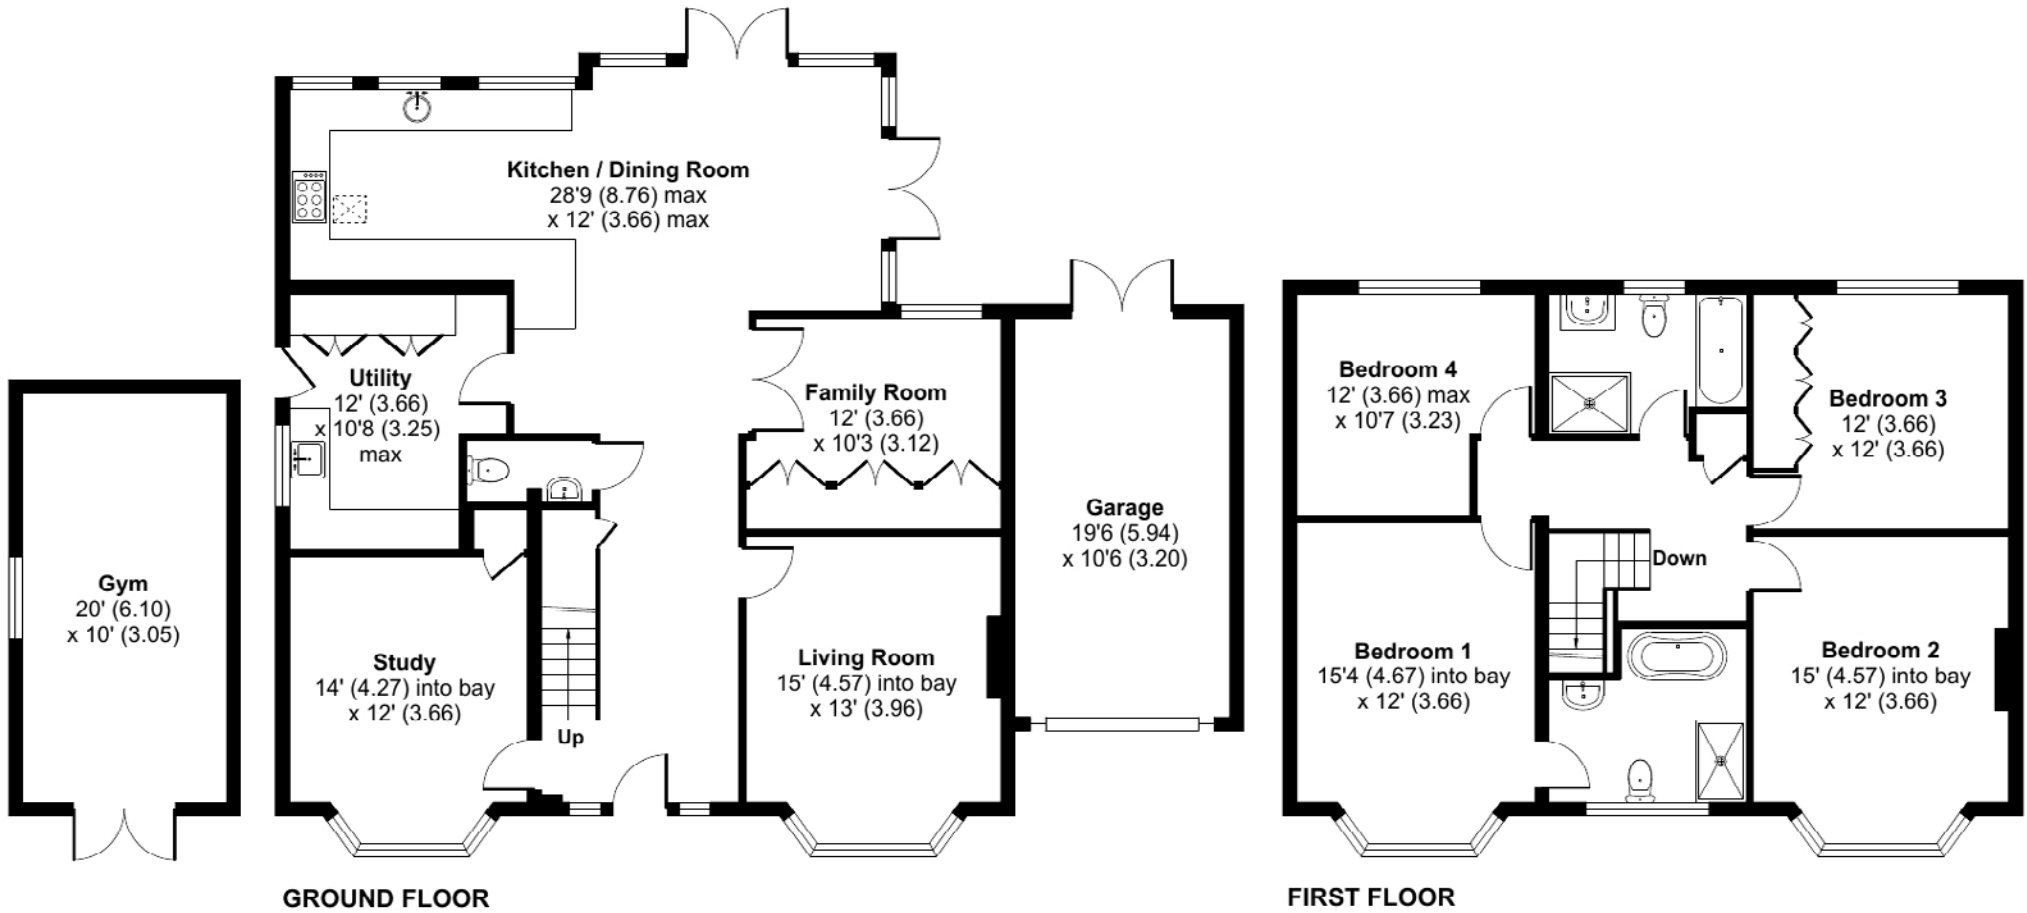 Kitchen / Dining Room
28'9 (8.76) max
x 12' (3.66) max
Utility
12' (3.66)
x 10'8 (3.25)
max
Family Room
12' (3.66)
x 10'3 (3.12)
Garage
19'6 (5.94)
x 10'6 (3.20)
Gym
20' (6.10)
x 10' (3.05)
Study
14' (4.27) into bay
x 12' (3.66)
Up
Living Room
15' (4.57) into bay
x 13' (3.96)
GROUND FLOOR
Bedroom 4
12' (3.66) max
x 10'7 (3.23)
Bedroom 3
12' (3.66)
x 12' (3.66)
Down
Bedroom 1
15'4 (4.67) into bay
x 12' (3.66)
Bedroom 2
15' (4.57) into bay
x 12' (3.66)
FIRST FLOOR